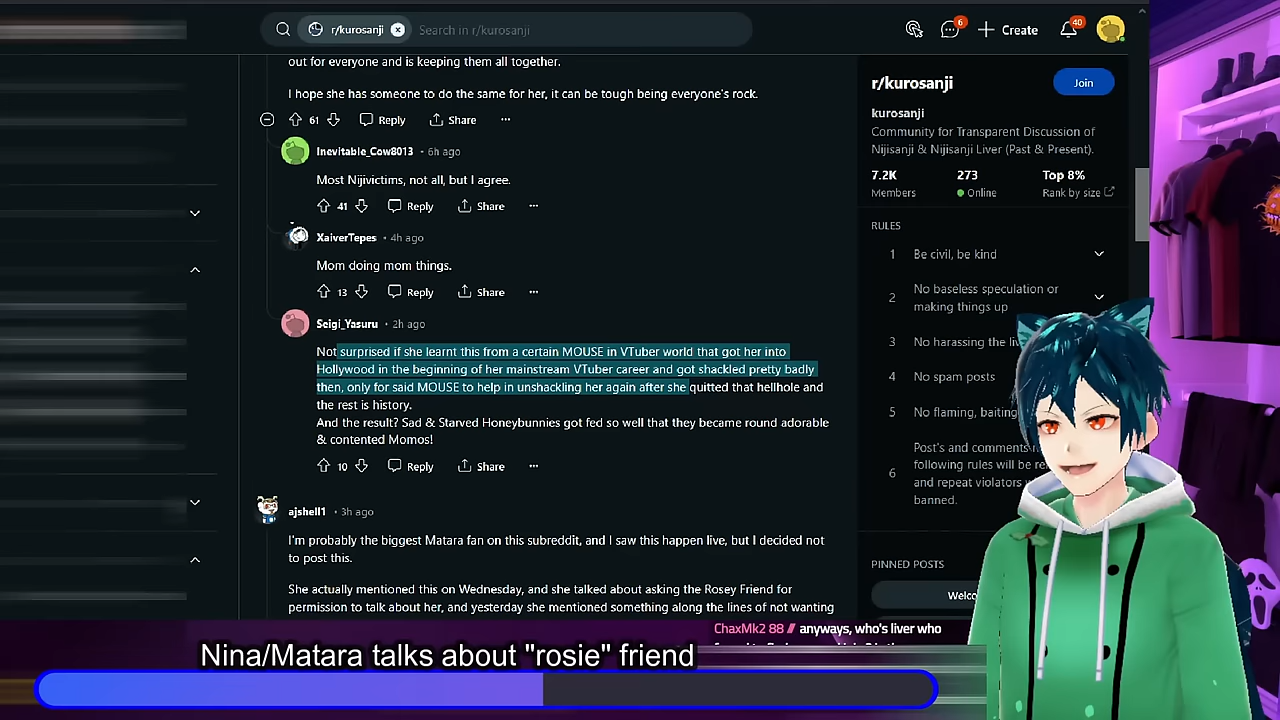 r/kurosanji
Search in r/kurosanji
6
Create
40
out for everyone and is keeping them all together.
I hope she has someone to do the same for her, it can be tough being everyone's rock.
61
Reply
Share
Inevitable_Cow8013 • 6h ago
Most Nijivictims, not all, but I agree.
41
Reply
Share
XaiverTepes • 4h ago
Mom doing mom things.
13
Reply
Share
Seigi_Yasuru • 2h ago
Not surprised if she learnt this from a certain MOUSE in VTuber world that got her into
Hollywood in the beginning of her mainstream VTuber career and got shackled pretty badly
then, only for said MOUSE to help in unshackling her again after she quitted that hellhole and
the rest is history.
And the result? Sad & Starved Honeybunnies got fed so well that they became round adorable
& contented Momos!
10
Reply
Share
ajshell1 • 3h ago
I'm probably the biggest Matara fan on this subreddit, and I saw this happen live, but I decided not
to post this.
She actually mentioned this on Wednesday, and she talked about asking the Rosey Friend for
permission to talk about her, and yesterday she mentioned something along the lines of not wanting
r/kurosanji
Join
kurosanji
Community for Transparent Discussion of
Nijisanji & Nijisanji Liver (Past & Present).
7.2K
273
Top 8%
Members
Online
Rank by size
RULES
1 Be civil, be kind
2 No baseless speculation or
making things up
3 No harassing the
4 No spam posts
5 No flaming, baiting
6 Post's and comments
following rules will be
and repeat violators
banned.
PINNED POSTS
ChaxMk2 88 // anyways, who's liver who
Nina/Matara talks about "rosie" friend